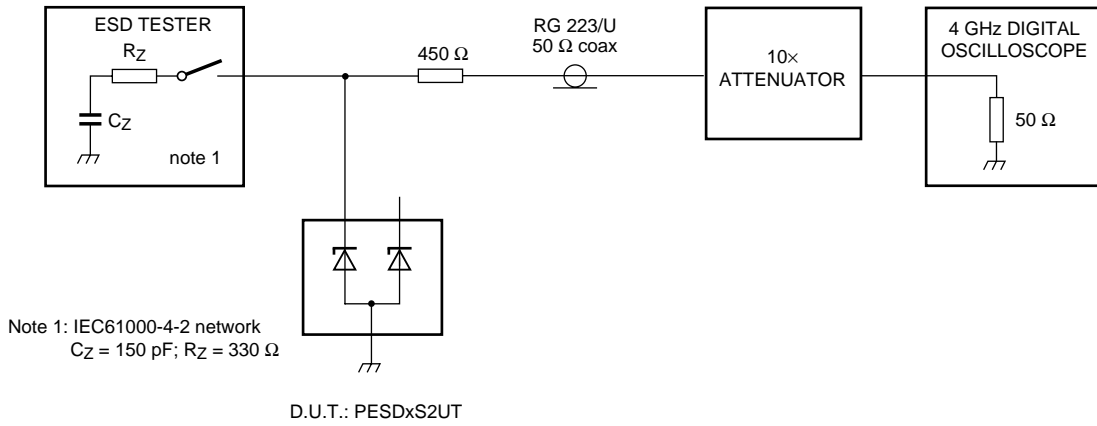 ESD TESTER
RZ
CZ
note 1
450 Ω
RG 223/U
50 Ω coax
10×
ATTENUATOR
4 GHz DIGITAL
OSCILLOSCOPE
50 Ω
Note 1: IEC61000-4-2 network
CZ = 150 pF; RZ = 330 Ω
D.U.T.: PESDxS2UT